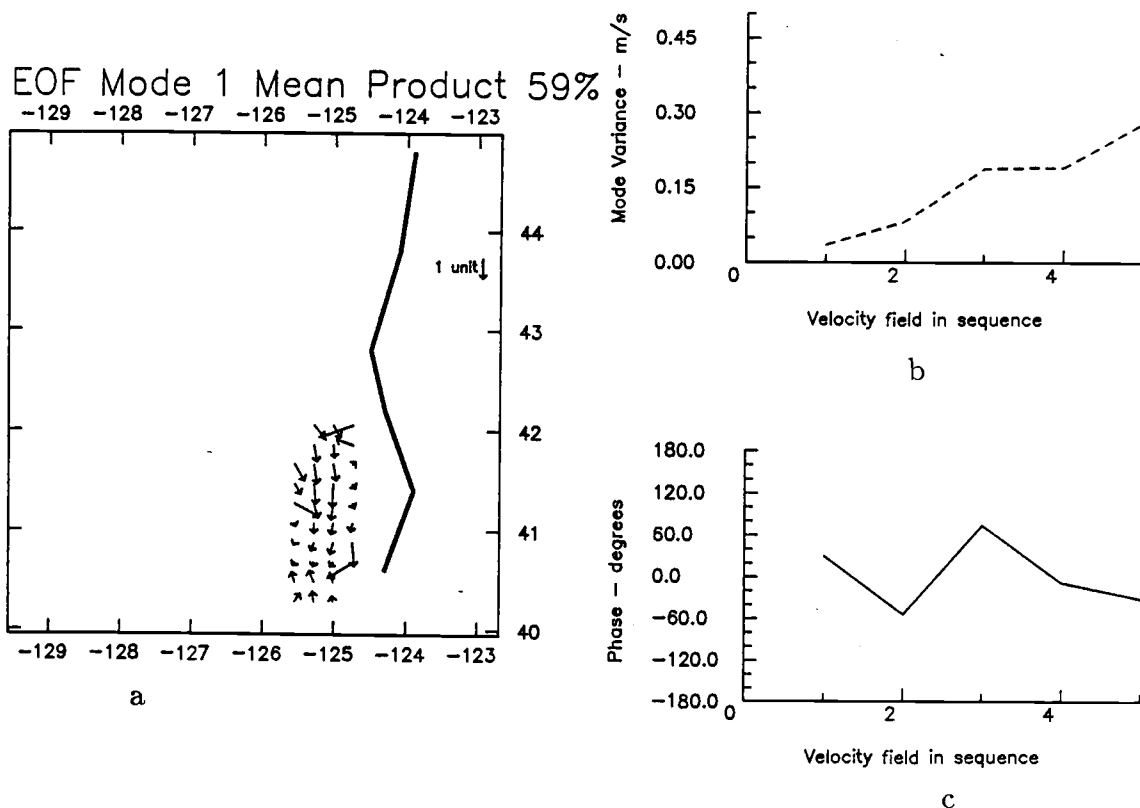 EOF Mode 1 Mean Product 59%
-129 -128 -127 -126 -125 -124 -123
44
1 unit
43
42
41
40
-129 -128 -127 -126 -125 -124 -123
a
Mode Variance – m/s
0.45
0.30
0.15
0.00
0 2 4
Velocity field in sequence
b
Phase – degrees
180.0
120.0
60.0
0.0
-60.0
-120.0
-180.0
0 2 4
Velocity field in sequence
c